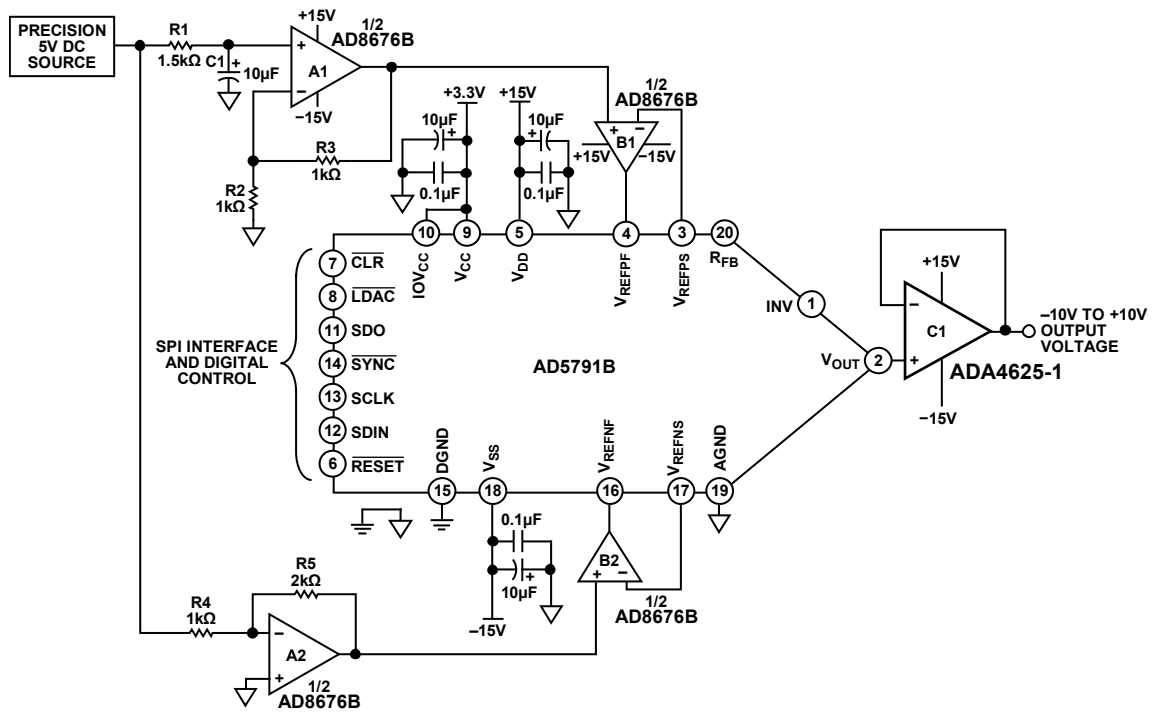 PRECISION
5V DC
SOURCE
R1
1.5kΩ
C1
+
10µF
+15V
1/2
AD8676B
+
A1
−
−15V
R3
1kΩ
R2
1kΩ
+3.3V
10µF
+
0.1µF
+15V
10µF
+
0.1µF
1/2
AD8676B
+ −
B1
+15V
−15V
10
9
5
4
3
20
IOVCC
VCC
VDD
VREFPF
VREFPS
RFB
7
CLR
8
LDAC
11
SDO
14
SYNC
13
SCLK
12
SDIN
6
RESET
SPI INTERFACE
AND DIGITAL
CONTROL
AD5791B
INV
1
VOUT
2
+15V
−
C1
+
−15V
ADA4625-1
–10V TO +10V
OUTPUT
VOLTAGE
DGND
VSS
VREFNF
VREFNS
AGND
15
18
16
17
19
0.1µF
+
10µF
−15V
B2
+ −
1/2
AD8676B
R5
2kΩ
R4
1kΩ
−
A2
+
1/2
AD8676B